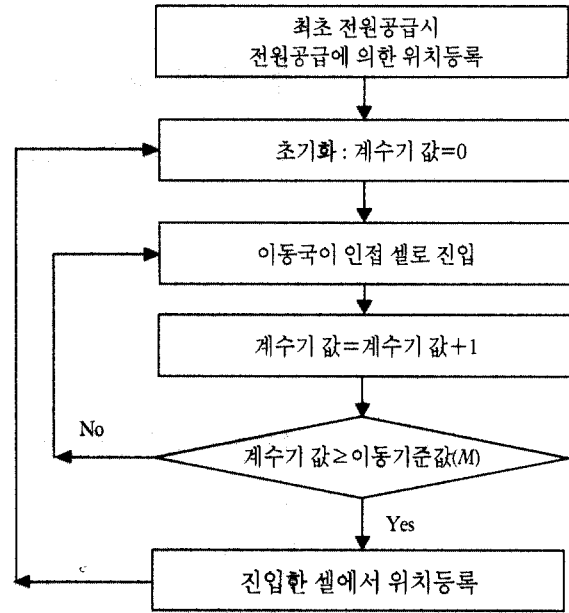 최초 전원공급시
전원공급에 의한 위치등록
초기화 : 계수기 값=0
이동국이 인접 셀로 진입
계수기 값=계수기 값+1
No
계수기 값≥이동기준값(M)
Yes
진입한 셀에서 위치등록